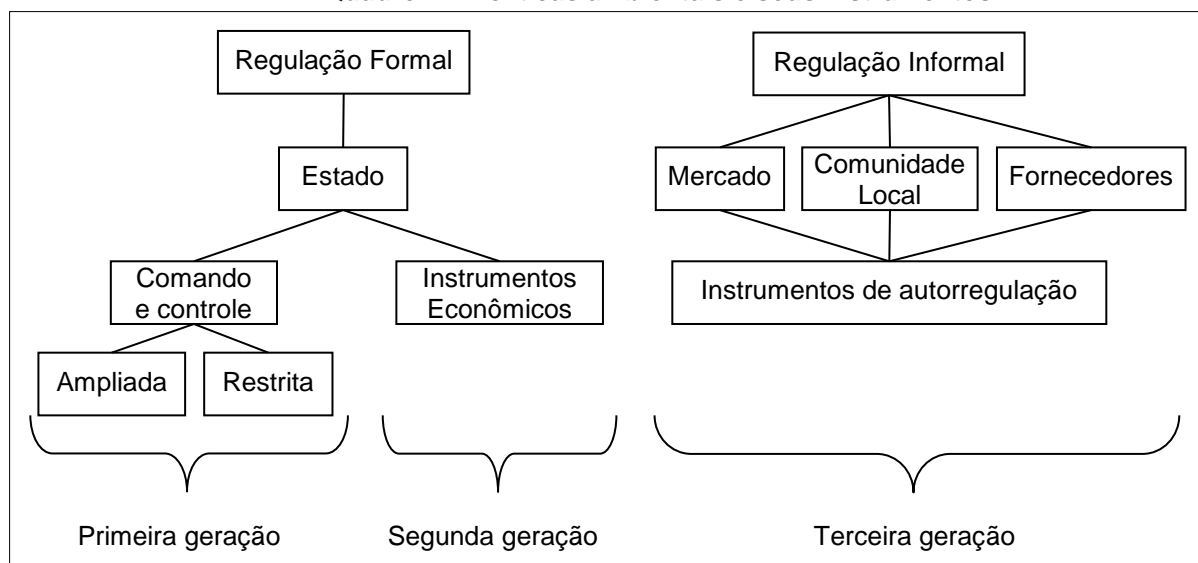 Regulação Formal
Regulação Informal
Estado
Mercado
Comunidade
Local
Fornecedores
Comando
e controle
Instrumentos
Econômicos
Instrumentos de autorregulação
Ampliada
Restrita
Primeira geração
Segunda geração
Terceira geração